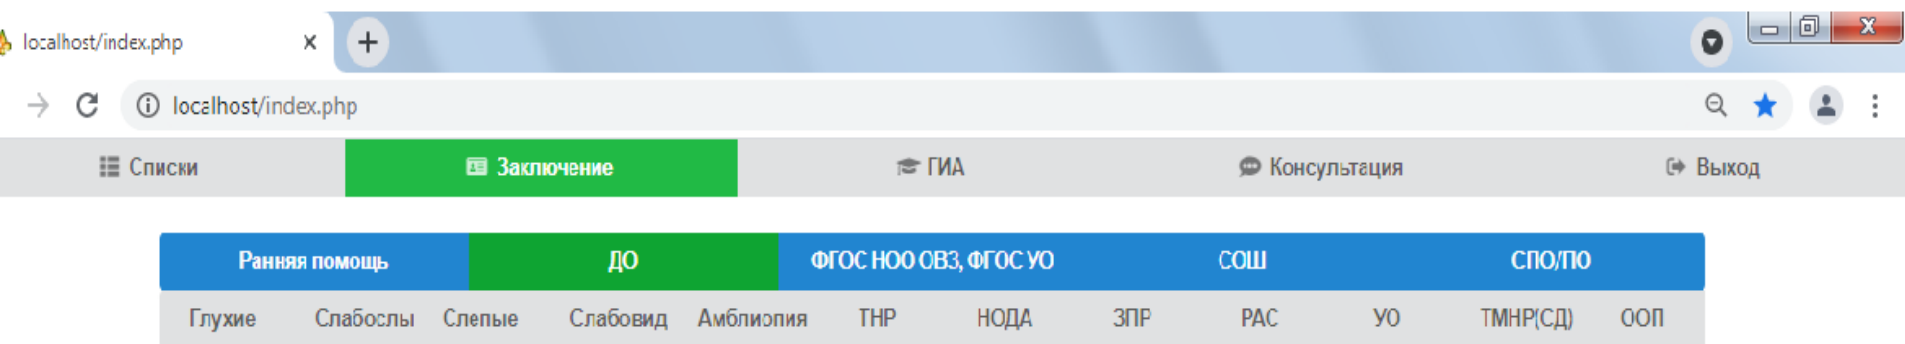 localhost/index.php
localhost/index.php
Списки Заключение ГИА Консультация Выход
Ранняя помощь ДО ФГОС НОО ОВЗ, ФГОС УО СОШ СПО/ПО
Глухие Слабослы Слепые Слабовид Амблиопия ТНР НОДА ЗПР РАС УО ТМНР(СД) ООП